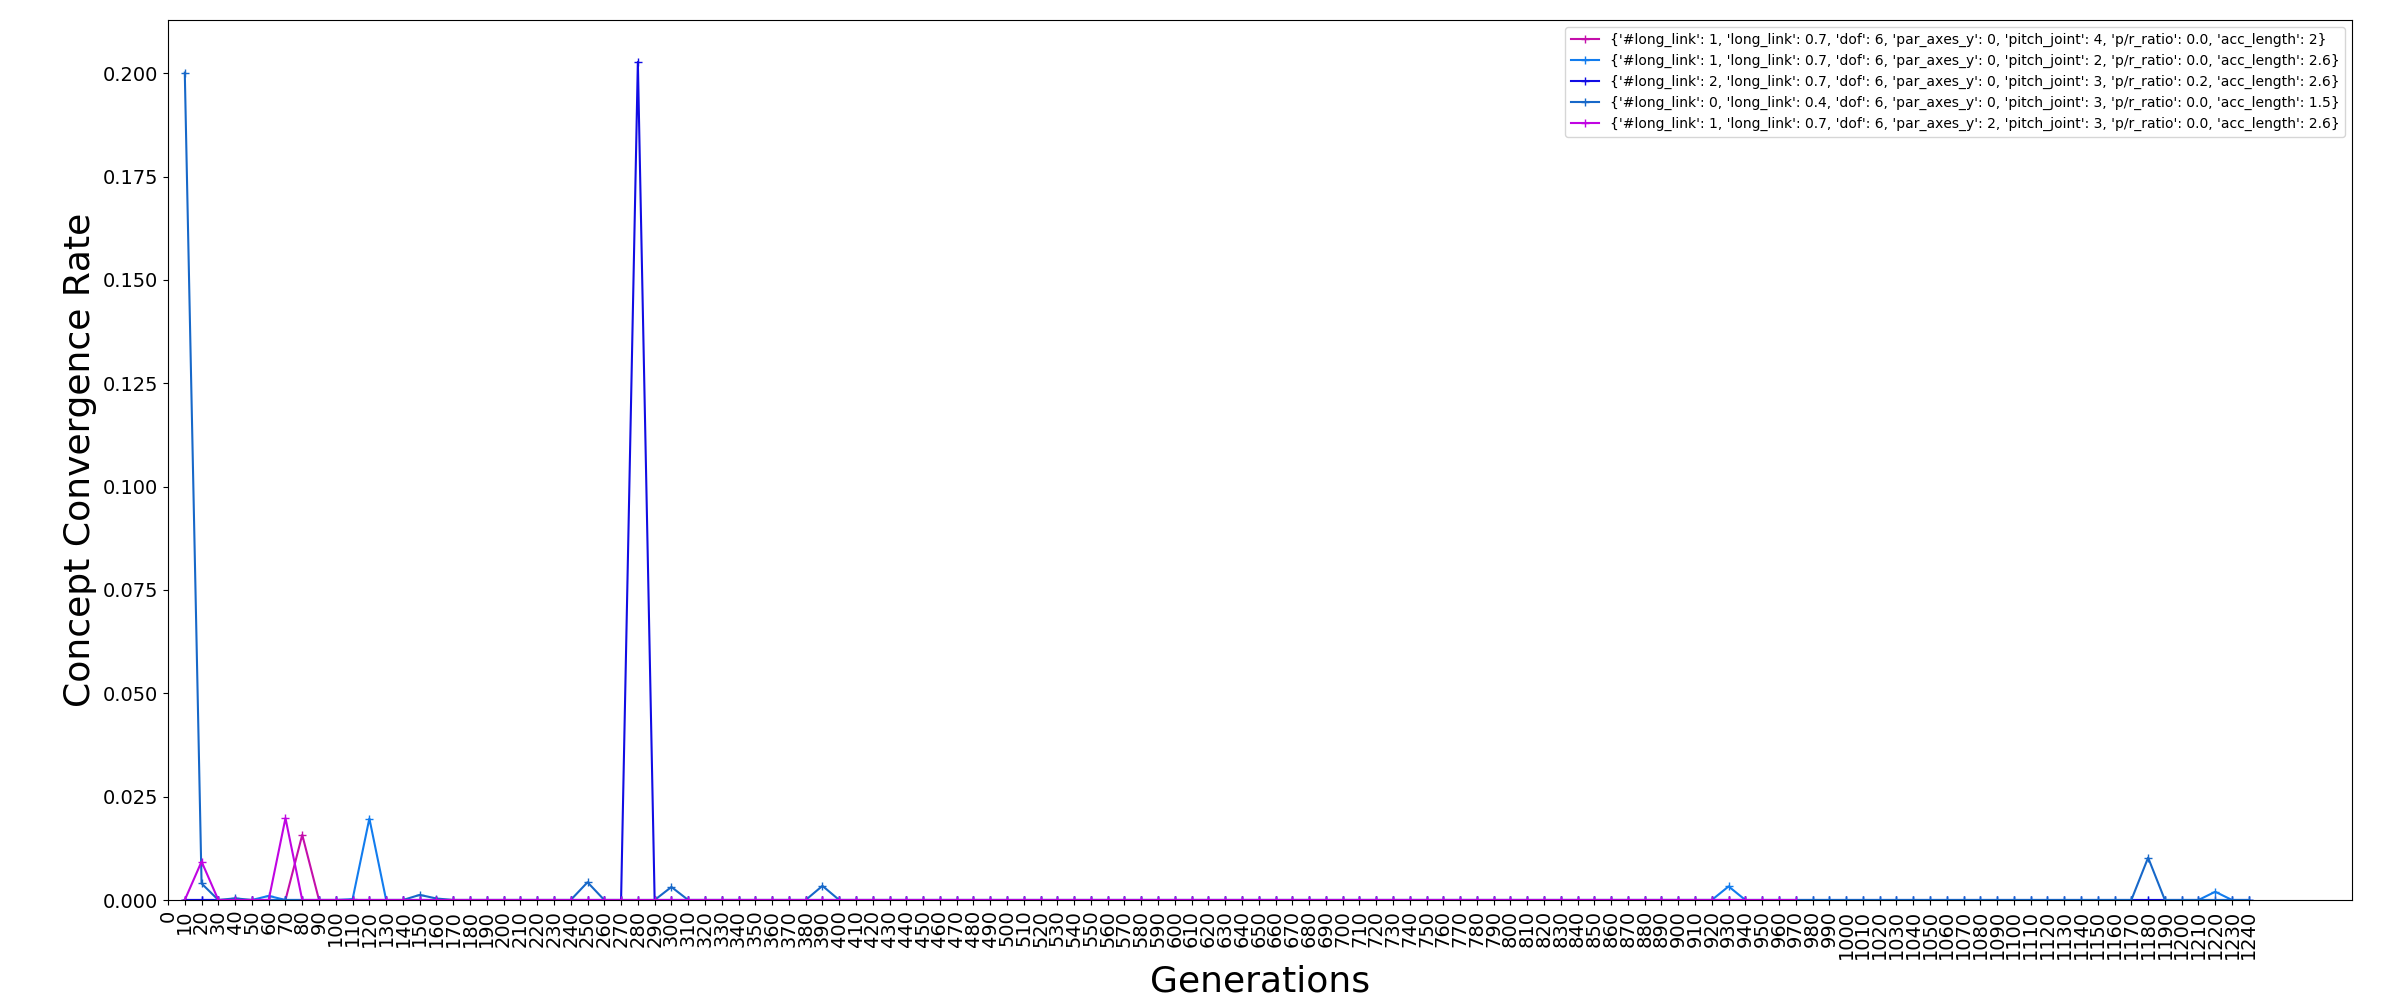 {'#long_link': 1, 'long_link': 0.7, 'dof': 6, 'par_axes_y': 0, 'pitch_joint': 4, 'p/r_ratio': 0.0, 'acc_length': 2}
{'#long_link': 1, 'long_link': 0.7, 'dof': 6, 'par_axes_y': 0, 'pitch_joint': 2, 'p/r_ratio': 0.0, 'acc_length': 2.6}
{'#long_link': 2, 'long_link': 0.7, 'dof': 6, 'par_axes_y': 0, 'pitch_joint': 3, 'p/r_ratio': 0.2, 'acc_length': 2.6}
{'#long_link': 0, 'long_link': 0.4, 'dof': 6, 'par_axes_y': 0, 'pitch_joint': 3, 'p/r_ratio': 0.0, 'acc_length': 1.5}
{'#long_link': 1, 'long_link': 0.7, 'dof': 6, 'par_axes_y': 2, 'pitch_joint': 3, 'p/r_ratio': 0.0, 'acc_length': 2.6}
Concept Convergence Rate
0.200
0.175
0.150
0.125
0.100
0.075
0.050
0.025
0.000
0 10 20 30 40 50 60 70 80 90 100 110 120 130 140 150 160 170 180 190 200 210 220 230 240 250 260 270 280 290 300 310 320 330 340 350 360 370 380 390 400 410 420 430 440 450 460 470 480 490 500 510 520 530 540 550 560 570 580 590 600 610 620 630 640 650 660 670 680 690 700 710 720 730 740 750 760 770 780 790 800 810 820 830 840 850 860 870 880 890 900 910 920 930 940 950 960 970 980 990 1000 1010 1020 1030 1040 1050 1060 1070 1080 1090 1100 1110 1120 1130 1140 1150 1160 1170 1180 1190 1200 1210 1220 1230 1240
Generations